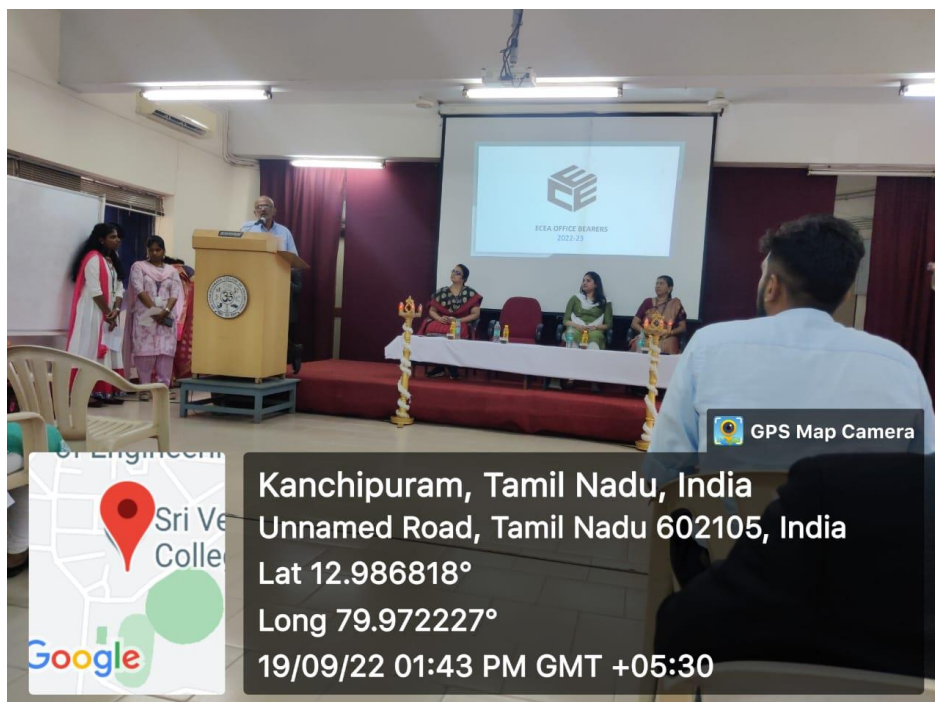 ECE
ECEA OFFICE BEARERS
2022-23
GPS Map Camera
of Engineeri
Sri Ve
Colle
Google
Kanchipuram, Tamil Nadu, India
Unnamed Road, Tamil Nadu 602105, India
Lat 12.986818°
Long 79.972227°
19/09/22 01:43 PM GMT +05:30